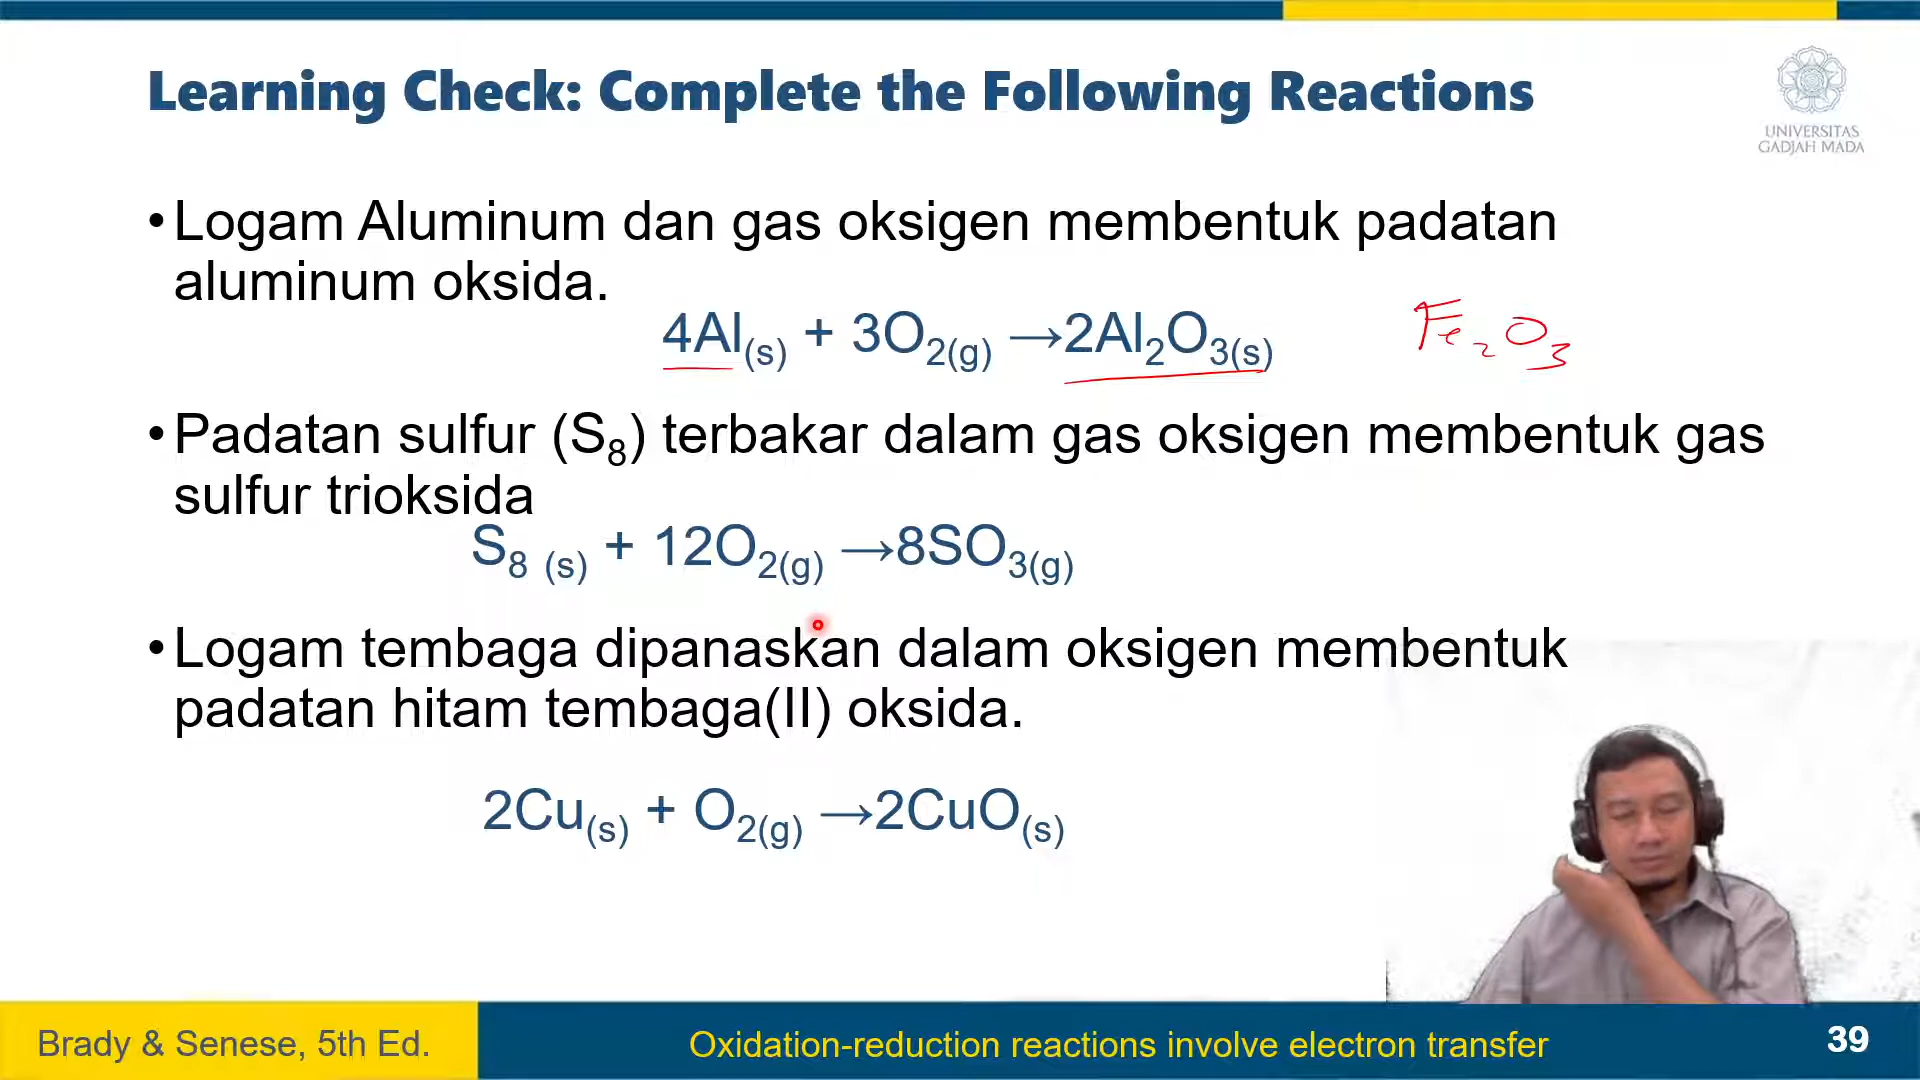 Learning Check: Complete the Following Reactions
UNIVERSITAS
GADJAH MADA
•Logam Aluminum dan gas oksigen membentuk padatan
aluminum oksida.
4Al(s) + 3O2(g) →2Al2O3(s)
Fe2O3
•Padatan sulfur (S8) terbakar dalam gas oksigen membentuk gas
sulfur trioksida
S8 (s) + 12O2(g) →8SO3(g)
•Logam tembaga dipanaskan dalam oksigen membentuk
padatan hitam tembaga(II) oksida.
2Cu(s) + O2(g) →2CuO(s)
Brady & Senese, 5th Ed.
Oxidation-reduction reactions involve electron transfer
39